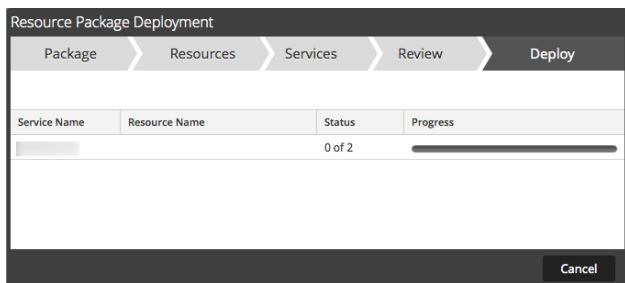 Resource Package Deployment
Package Resources Services Review Deploy
Service Name Resource Name Status Progress
0 of 2
Cancel